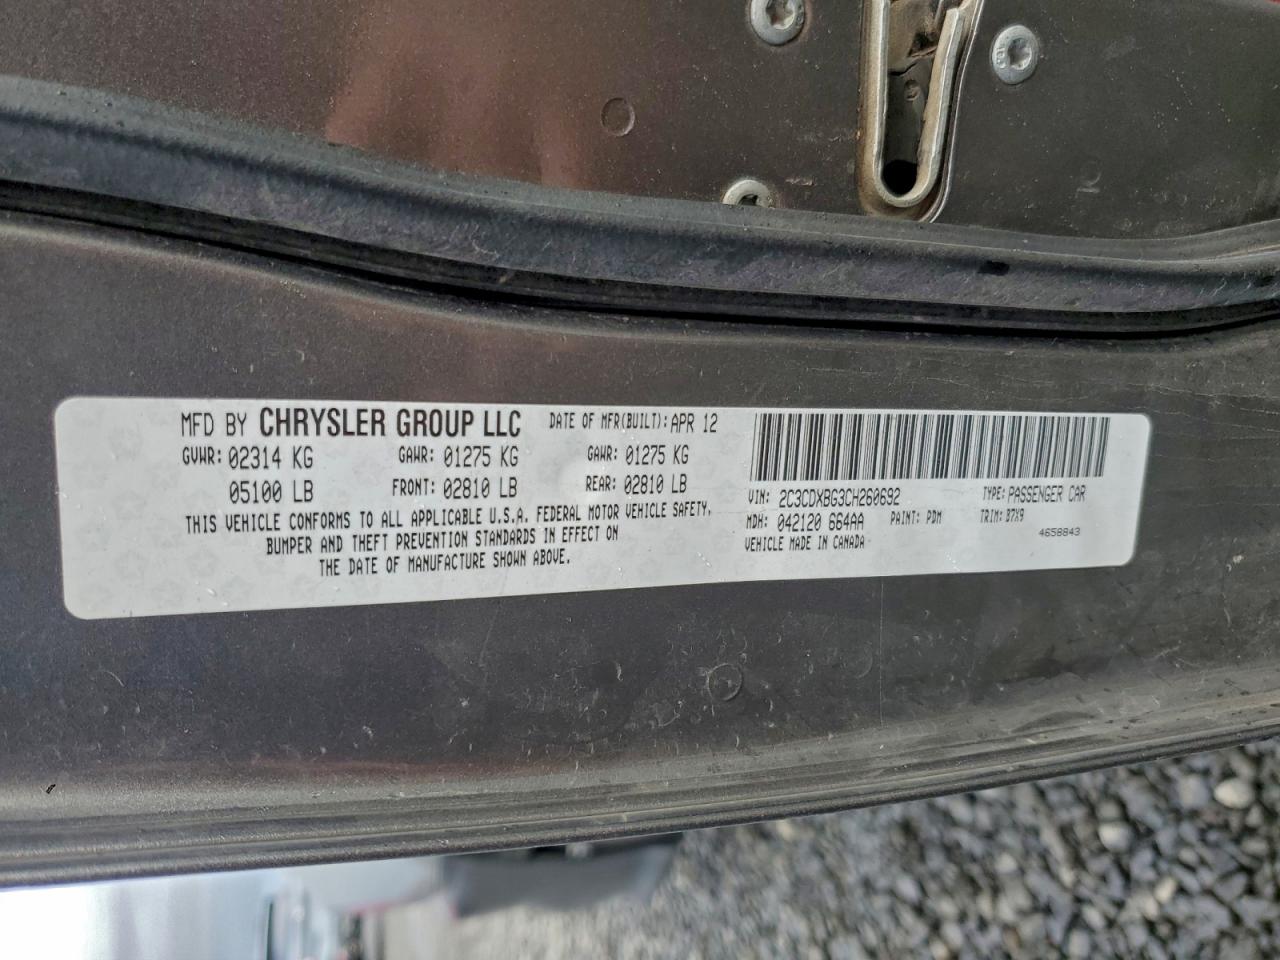 MFD BY CHRYSLER GROUP LLC DATE OF MFR(BUILT): APR 12
GVWR: 02314 KG GAWR: 01275 KG GAWR: 01275 KG
05100 LB FRONT: 02810 LB REAR: 02810 LB
THIS VEHICLE CONFORMS TO ALL APPLICABLE U.S.A. FEDERAL MOTOR VEHICLE SAFETY,
BUMPER AND THEFT PREVENTION STANDARDS IN EFFECT ON
THE DATE OF MANUFACTURE SHOWN ABOVE.
VIN: 2C3CDXBG3CH260692 TYPE: PASSENGER CAR
MDH: 042120 664AA PAINT: PDM TRIM: B7X9
VEHICLE MADE IN CANADA 4658843